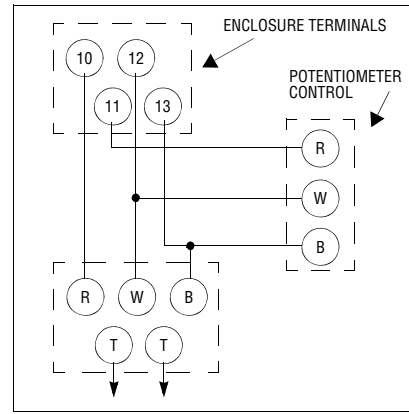 ENCLOSURE TERMINALS
10 12
11 13
POTENTIOMETER
CONTROL
R
W
B
R W B
T T